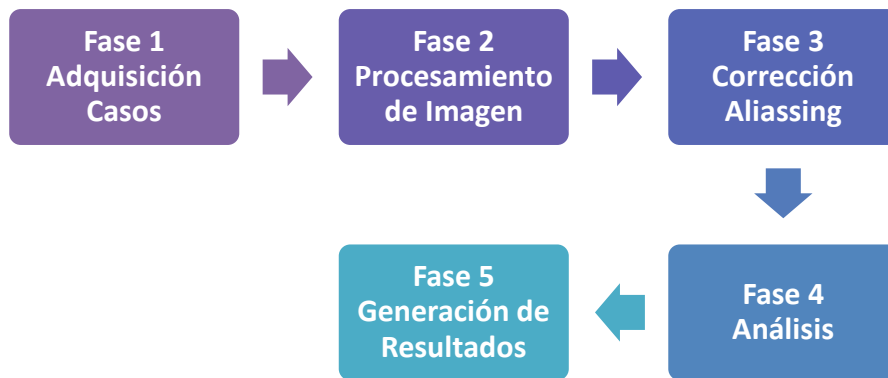 Fase 1
Adquisición
Casos
Fase 2
Procesamiento
de Imagen
Fase 3
Corrección
Aliassing
Fase 4
Análisis
Fase 5
Generación de
Resultados